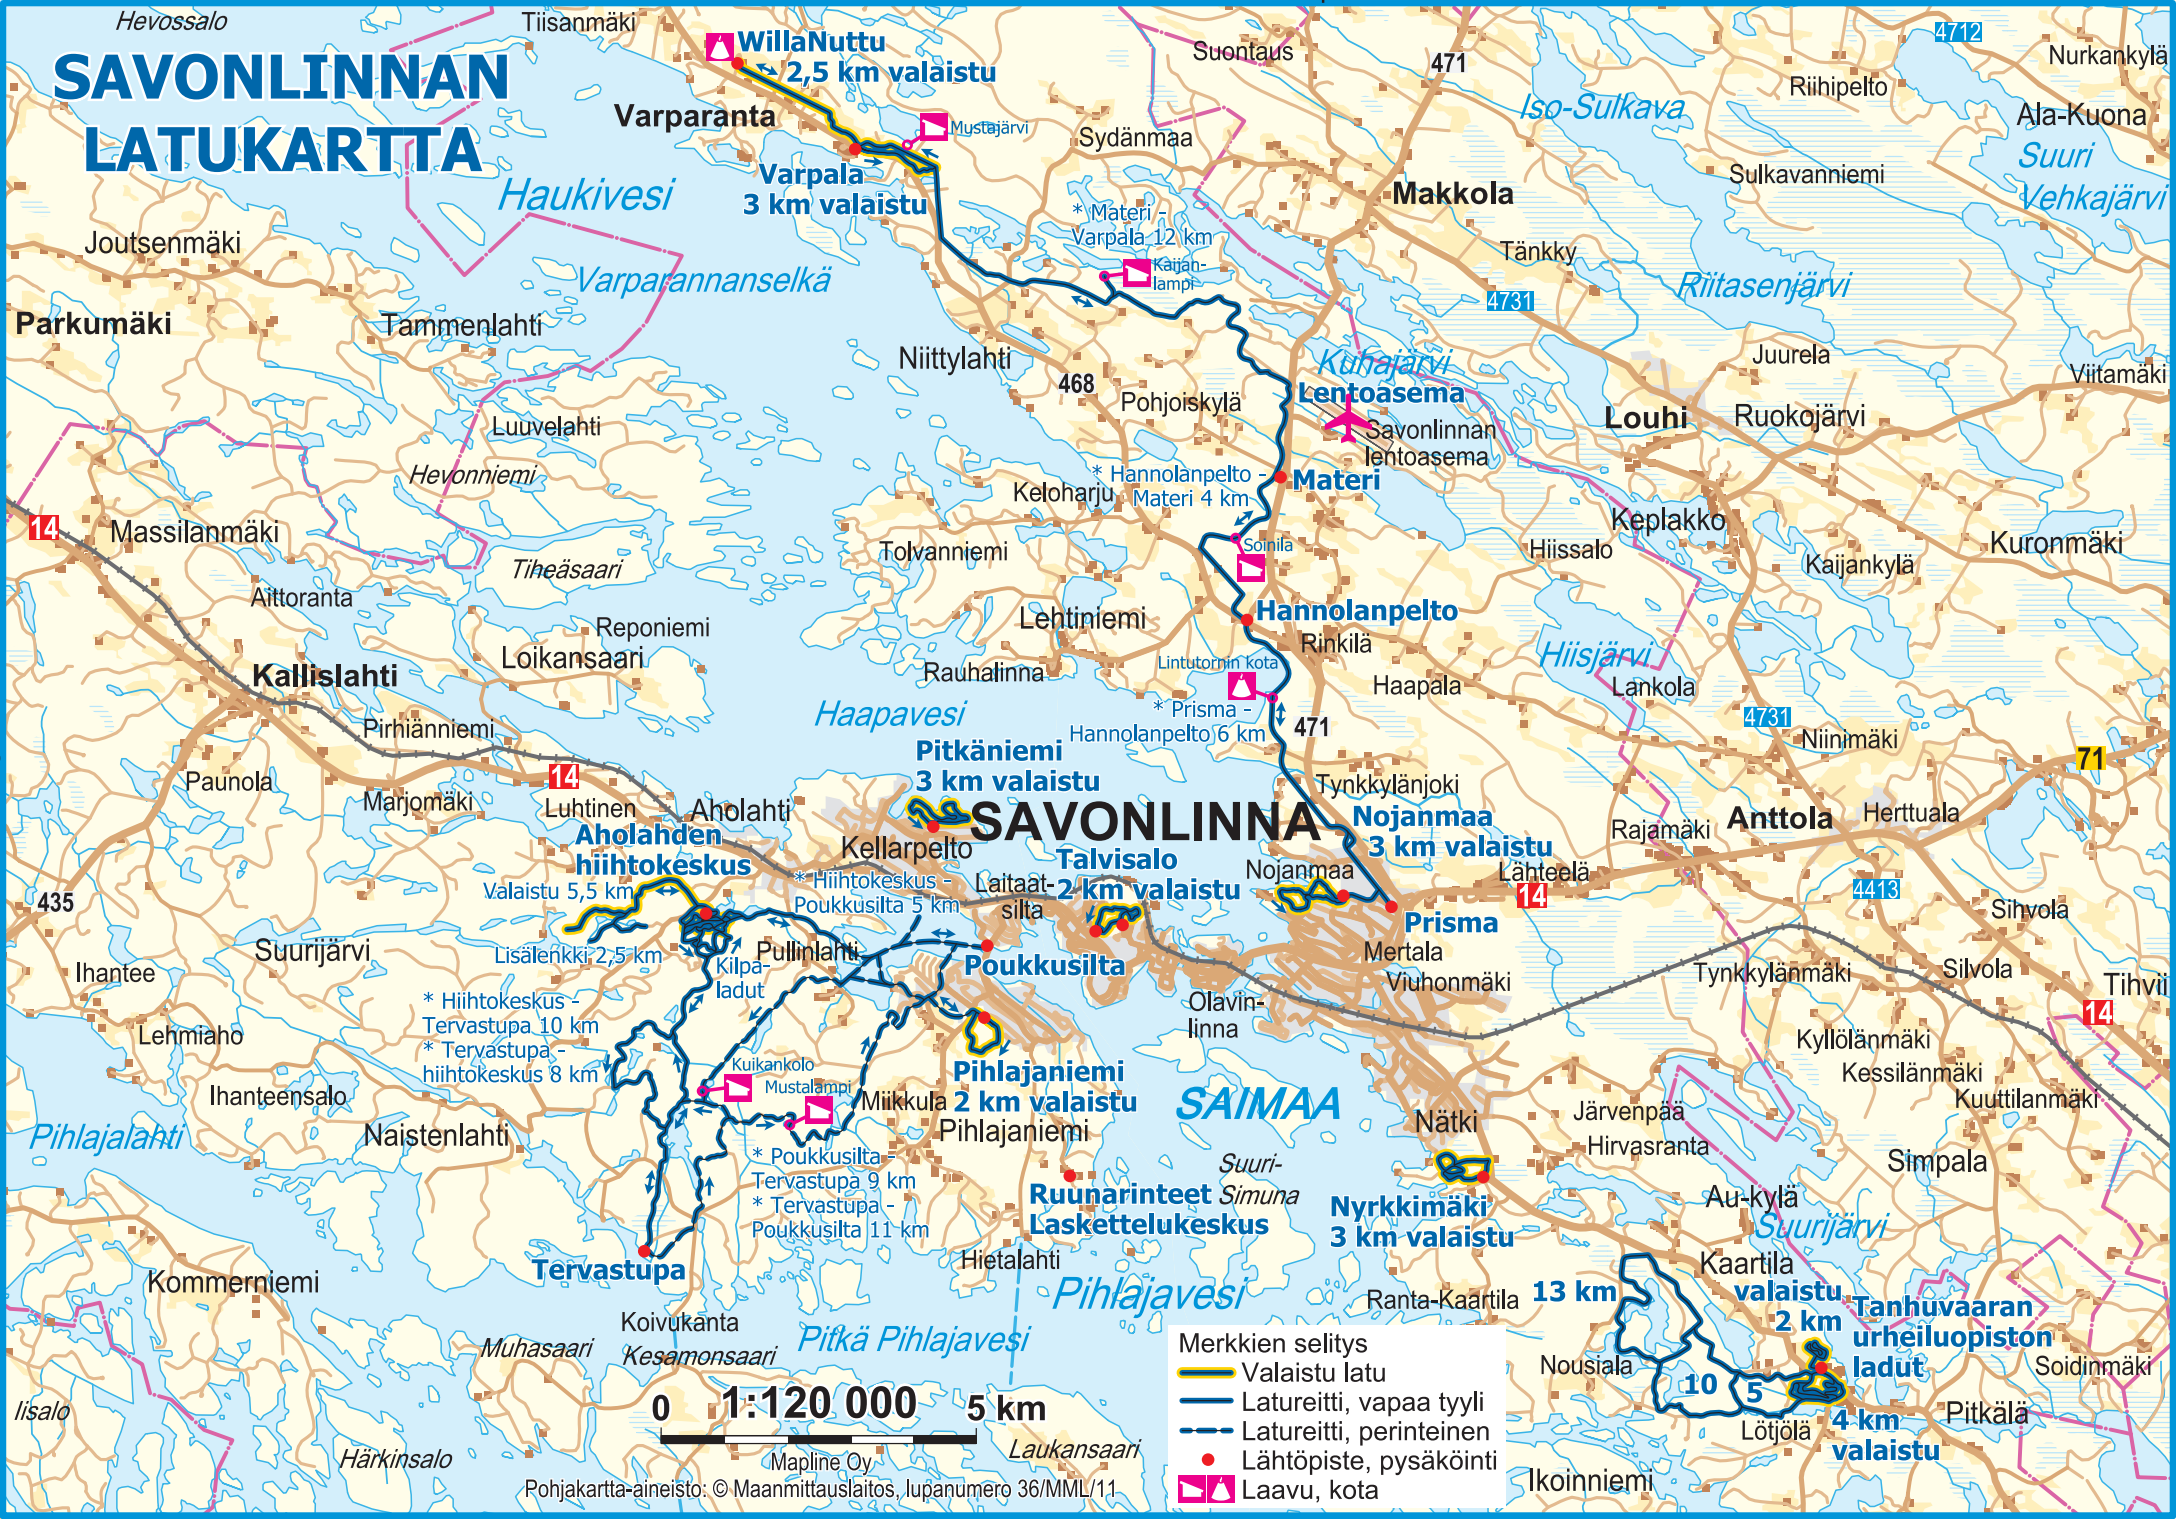 SAVONLINNAN
LATUKARTTA
Hevossalo
Tiisanmäki
WillaNuttu
2,5 km valaistu
Varparanta
Mustajärvi
Varpala
3 km valaistu
Suontaus
471
4712
Nurkankylä
Riihipelto
Iso-Sulkava
Ala-Kuona
Suuri
Vehkajärvi
Sydänmaa
Sulkavanniemi
Makkola
Haukivesi
* Materi -
Varpala 12 km
Kaijan-
lampi
Tänkky
Joutsenmäki
Varparannanselkä
Riitasenjärvi
4731
Parkumäki
Tammenlahti
Niittylahti
468
Kuhajärvi
Lentoasema
Savonlinnan
lentoasema
Juurela
Viitamäki
Pohjoiskylä
Louhi
Ruokojärvi
Luuvelahti
Hevonniemi
* Hannolanpelto -
Materi 4 km
Materi
Keloharju
14
Massilanmäki
Keplakko
Kuronmäki
Tolvanniemi
Soinila
Hiissalo
Kaijankylä
Tiheäsaari
Aittoranta
Reponiemi
Lehtiniemi
Hannolanpelto
Rinkilä
Loikansaari
Kallislahti
Rauhalinna
Lintutornin kota
Hiisjärvi
Haapala
Lankola
Haapavesi
* Prisma -
Hannolanpelto 6 km
471
4731
Pirhiänniemi
Niinimäki
71
Pitkäniemi
3 km valaistu
Paunola
14
Marjomäki
Luhtinen
Aholahti
Tynkkylänjoki
SAVONLINNA
Nojanmaa
3 km valaistu
Rajamäki
Anttola
Herttuala
Aholahden
hiihtokeskus
Kellarpelto
Talvisalo
2 km valaistu
Nojanmaa
Lähteelä
14
4413
Valaistu 5,5 km
* Hiihtokeskus -
Poukkusilta 5 km
Laitaat-
silta
435
Prisma
Sihvola
Suurijärvi
Lisälenkki 2,5 km
Kilpa-
ladut
Pullinlahti
Poukkusilta
Mertala
Viuhonmäki
Tynkkylänmäki
Silvola
Tihvii
14
Ihantee
* Hiihtokeskus -
Tervastupa 10 km
* Tervastupa -
hiihtokeskus 8 km
Olavin-
linna
Lehmiaho
Kyllölänmäki
Kessilänmäki
Kuuttilanmäki
Kuikankolo
Mustalampi
Pihlajaniemi
2 km valaistu
Miikkula
Pihlajaniemi
SAIMAA
Ihanteensalo
Pihlajalahti
Naistenlahti
Nätki
Järvenpää
Hirvasranta
Simpala
* Poukkusilta -
Tervastupa 9 km
* Tervastupa -
Poukkusilta 11 km
Ruunarinteet
Laskettelukeskus
Suuri-
Simuna
Nyrkkimäki
3 km valaistu
Au-kylä
Suurijärvi
Tervastupa
Hietalahti
Kaartila
Kommerniemi
Pihlajavesi
Ranta-Kaartila
13 km
valaistu
2 km
Tanhuvaaran
urheiluopiston
ladut
Koivukanta
Pitkä Pihlajavesi
Muhasaari
Kesamonsaari
Nousiala
10
5
Soidinmäki
Iisalo
Härkinsalo
Laukansaari
Lötjölä
4 km
valaistu
Pitkälä
Ikoinniemi
0 1:120 000 5 km
Mapline Oy
Pohjakartta-aineisto: © Maanmittauslaitos, lupanumero 36/MML/11
Merkkien selitys
Valaistu latu
Latureitti, vapaa tyyli
Latureitti, perinteinen
Lähtöpiste, pysäköinti
Laavu, kota